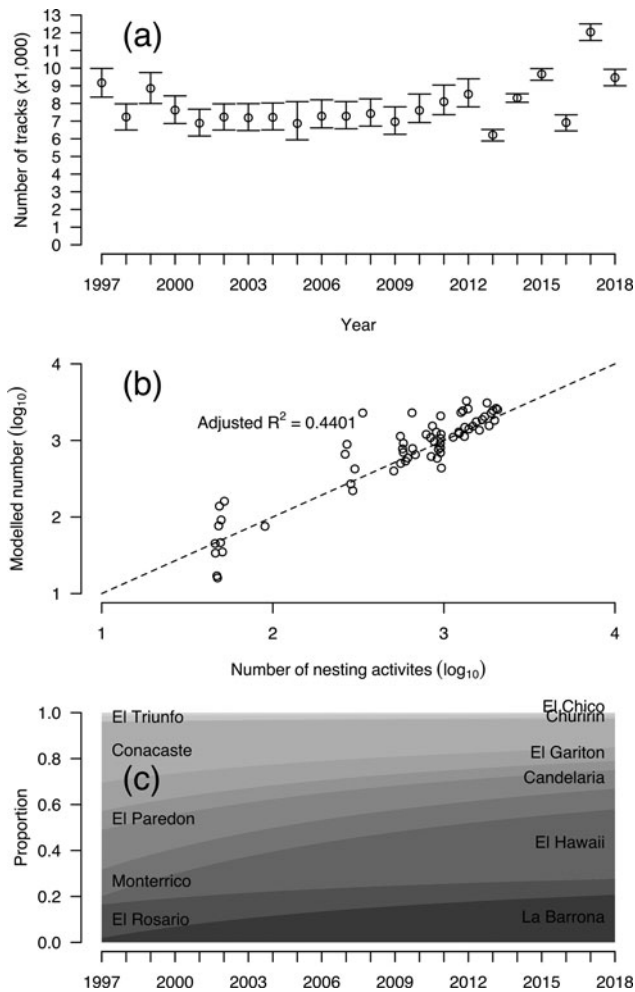 (a)
Number of tracks (x1,000)
13
12
11
10
9
8
7
6
5
4
3
2
1
0
1997 2000 2003 2006 2009 2012 2015 2018
Year
(b)
Modelled number (log10)
4
3
2
1
Adjusted R2 = 0.4401
1 2 3 4
Number of nesting activites (log10)
(c)
Proportion
1.0
0.8
0.6
0.4
0.2
0.0
El Chico
El Triunfo Churirin
Conacaste El Gariton
Candelaria
El Paredon
El Hawaii
Monterrico
El Rosario La Barrona
1997 2000 2003 2006 2009 2012 2015 2018